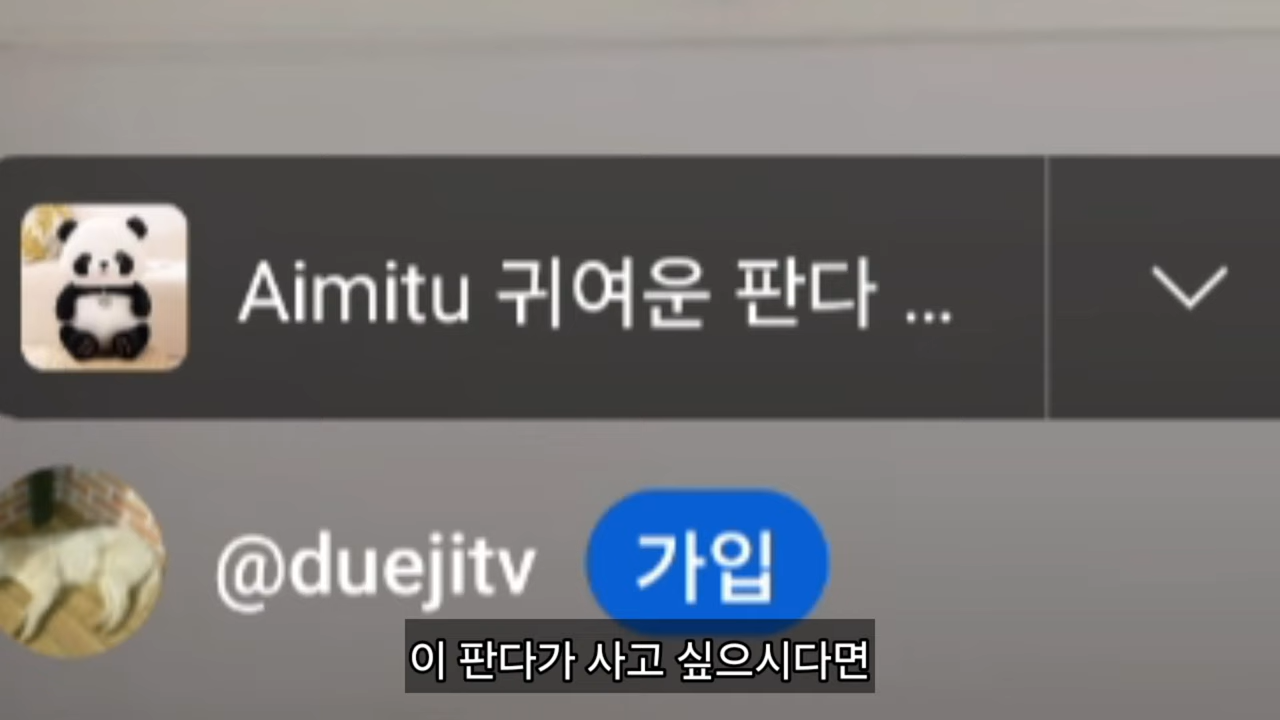 Aimitu 귀여운 판다 ...
@duejitv 가입
이 판다가 사고 싶으시다면